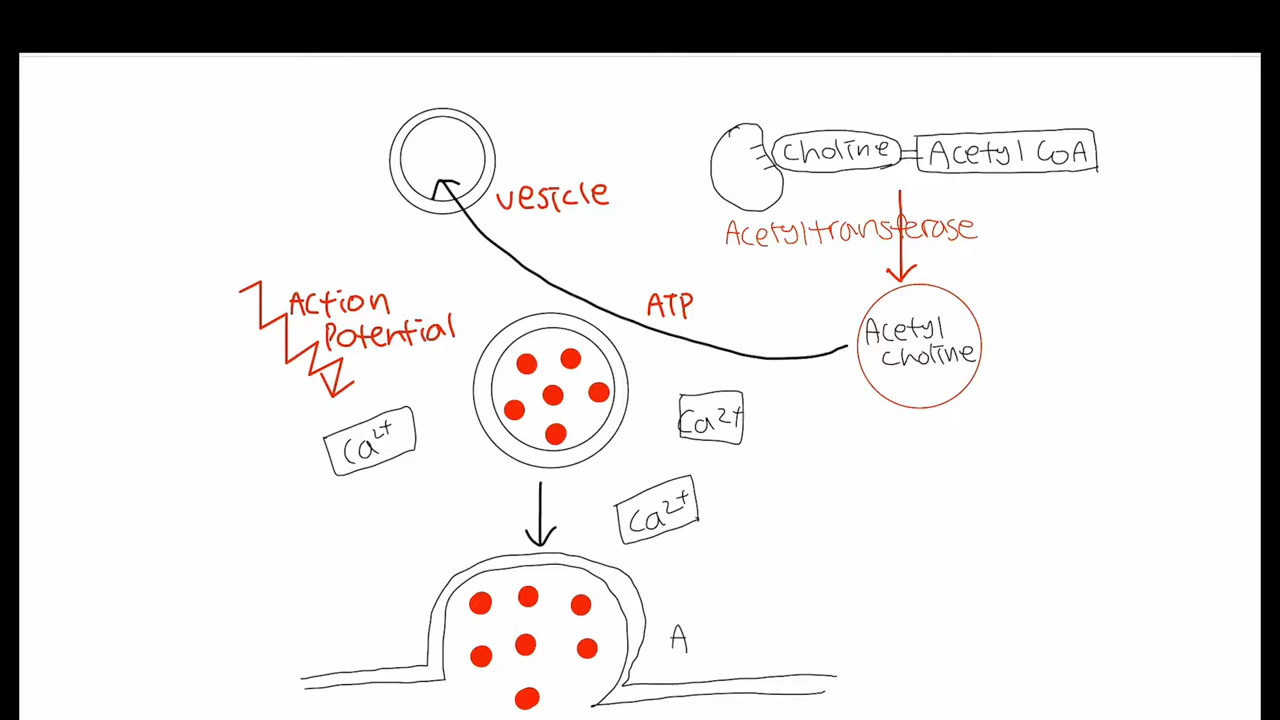 choline
Acetyl CoA
vesicle
Acetyltransferase
Action
Potential
ATP
Acetyl
choline
Ca2+
Ca2+
Ca2+
A